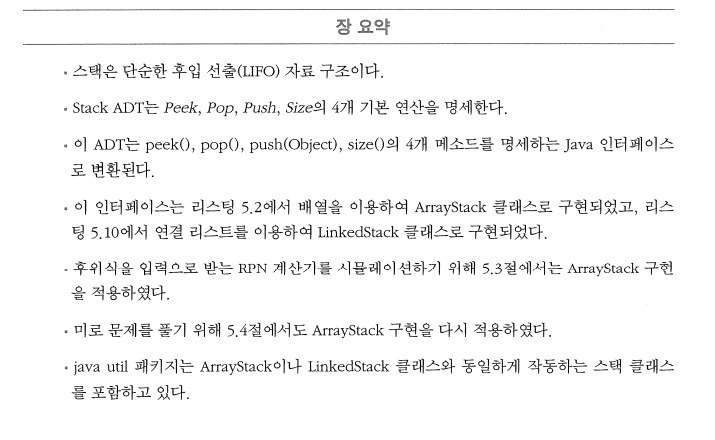 장 요약
▪ 스택은 단순한 후입 선출(LIFO) 자료 구조이다.
▪ Stack ADT는 Peek, Pop, Push, Size의 4개 기본 연산을 명세한다.
▪ 이 ADT는 peek(), pop(), push(Object), size()의 4개 메소드를 명세하는 Java 인터페이스
로 변환된다.
▪ 이 인터페이스는 리스팅 5.2에서 배열을 이용하여 ArrayStack 클래스로 구현되었고, 리스
팅 5.10에서 연결 리스트를 이용하여 LinkedStack 클래스로 구현되었다.
▪ 후위식을 입력으로 받는 RPN 계산기를 시뮬레이션하기 위해 5.3절에서는 ArrayStack 구현
을 적용하였다.
▪ 미로 문제를 풀기 위해 5.4절에서도 ArrayStack 구현을 다시 적용하였다.
▪ java util 패키지는 ArrayStack이나 LinkedStack 클래스와 동일하게 작동하는 스택 클래스
를 포함하고 있다.